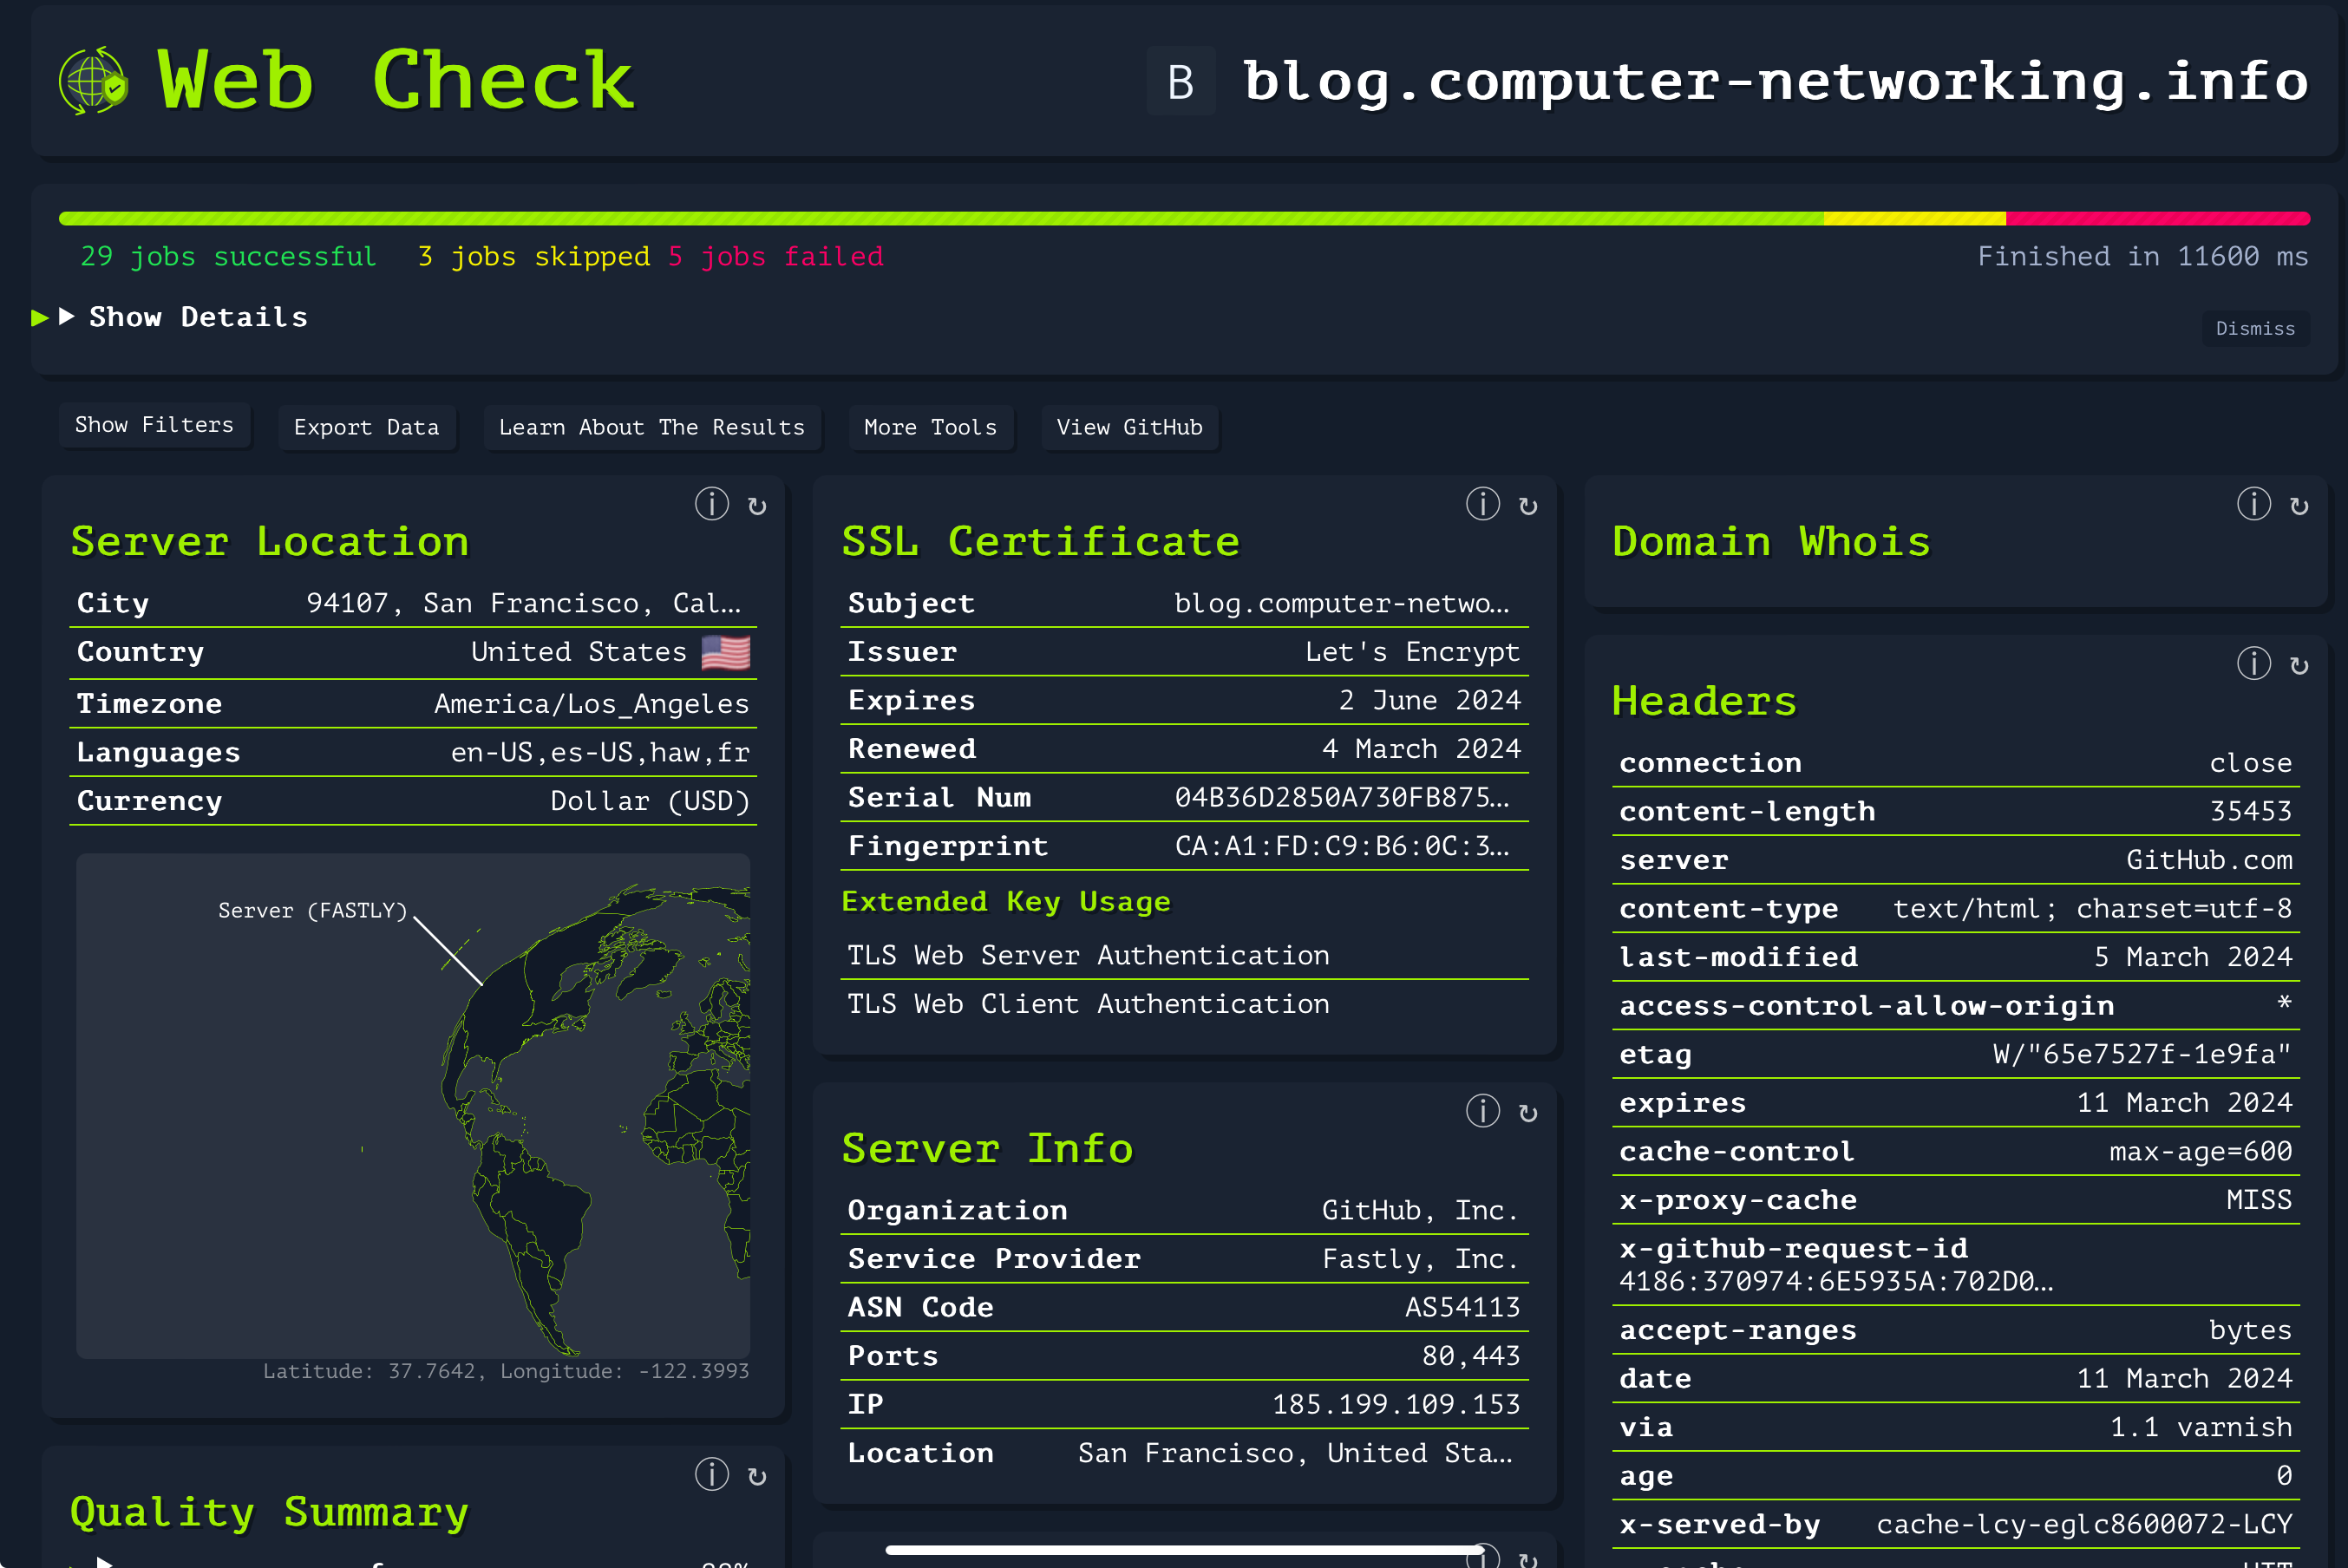 Web Check
B blog.computer-networking.info
29 jobs successful 3 jobs skipped 5 jobs failed Finished in 11600 ms
Show Details
Dismiss
Show Filters Export Data Learn About The Results More Tools View GitHub
Server Location
City 94107, San Francisco, Cal…
Country United States
Timezone America/Los_Angeles
Languages en-US,es-US,haw,fr
Currency Dollar (USD)
Server (FASTLY)
Latitude: 37.7642, Longitude: -122.3993
Quality Summary
SSL Certificate
Subject blog.computer-netwo…
Issuer Let's Encrypt
Expires 2 June 2024
Renewed 4 March 2024
Serial Num 04B36D2850A730FB875…
Fingerprint CA:A1:FD:C9:B6:0C:3…
Extended Key Usage
TLS Web Server Authentication
TLS Web Client Authentication
Server Info
Organization GitHub, Inc.
Service Provider Fastly, Inc.
ASN Code AS54113
Ports 80,443
IP 185.199.109.153
Location San Francisco, United Sta…
Domain Whois
Headers
connection close
content-length 35453
server GitHub.com
content-type text/html; charset=utf-8
last-modified 5 March 2024
access-control-allow-origin *
etag W/"65e7527f-1e9fa"
expires 11 March 2024
cache-control max-age=600
x-proxy-cache MISS
x-github-request-id
4186:370974:6E5935A:702D0…
accept-ranges bytes
date 11 March 2024
via 1.1 varnish
age 0
x-served-by cache-lcy-eglc8600072-LCY